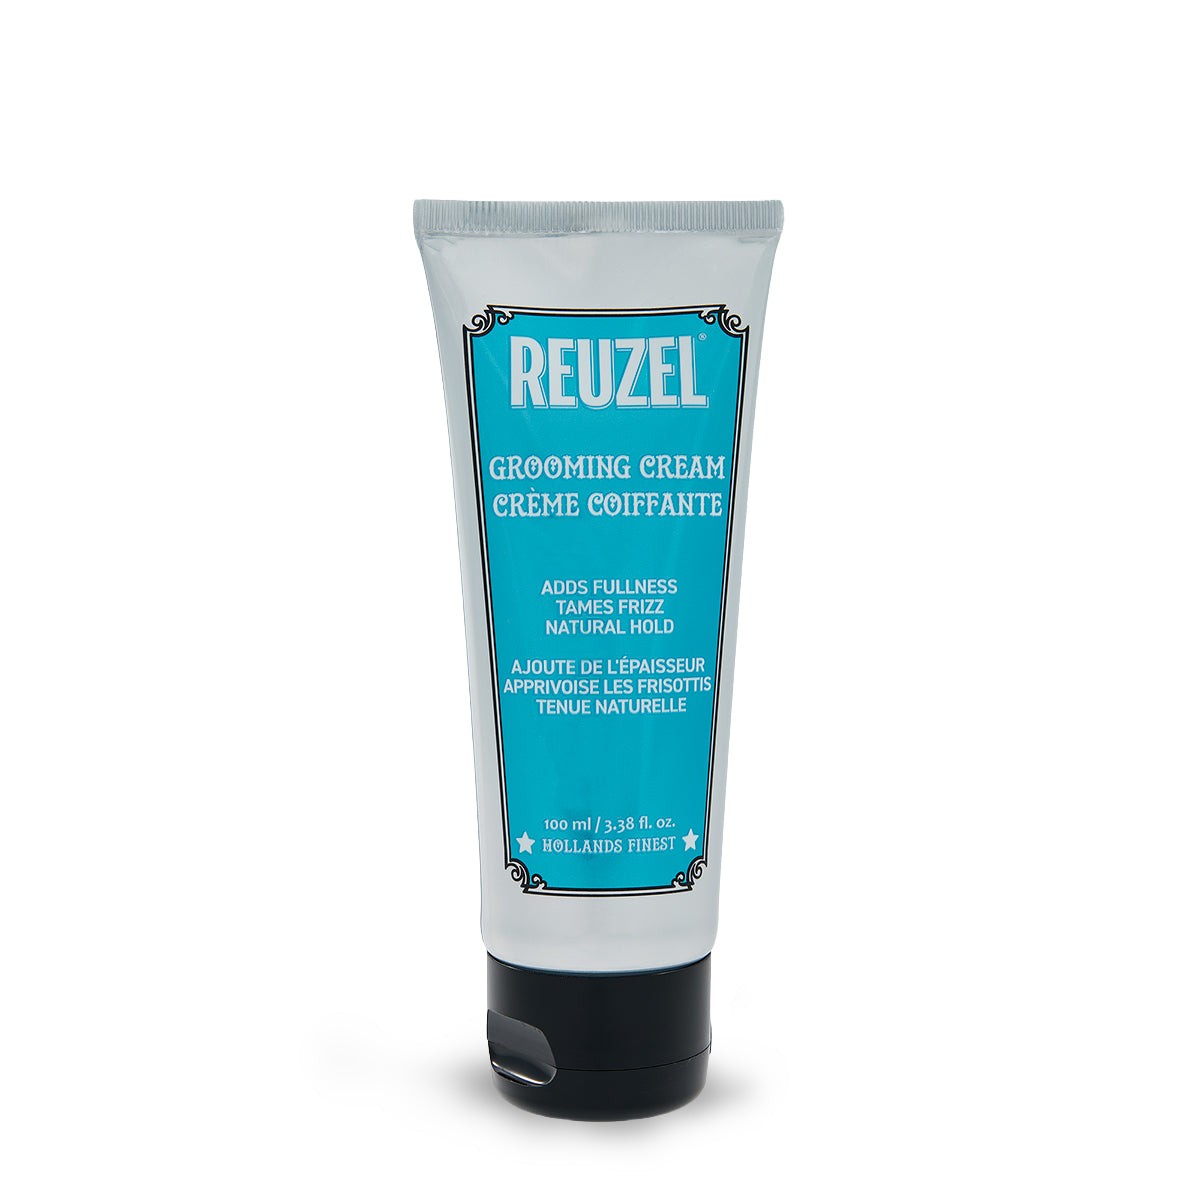 REUZEL®
GROOMING CREAM
CRÈME COIFFANTE
ADDS FULLNESS
TAMES FRIZZ
NATURAL HOLD
AJOUTE DE L'ÉPAISSEUR
APPRIVOISE LES FRISOTTIS
TENUE NATURELLE
100 ml / 3.38 fl. oz.
HOLLANDS FINEST